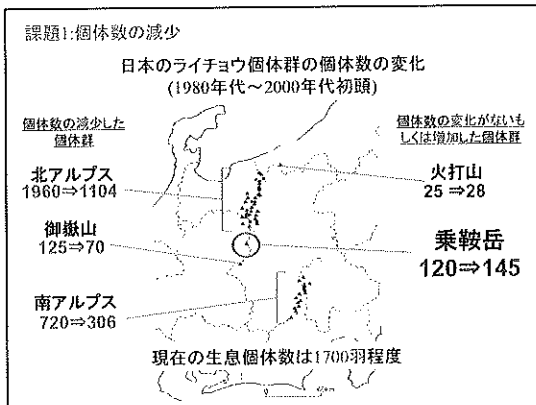 課題1:個体数の減少
日本のライチョウ個体群の個体数の変化
(1980年代～2000年代初頭)
個体数の減少した
個体群
北アルプス
1960⇒1104
御嶽山
125⇒70
南アルプス
720⇒306
個体数の変化がないも
しくは増加した個体群
火打山
25 ⇒28
乗鞍岳
120⇒145
現在の生息個体数は1700羽程度